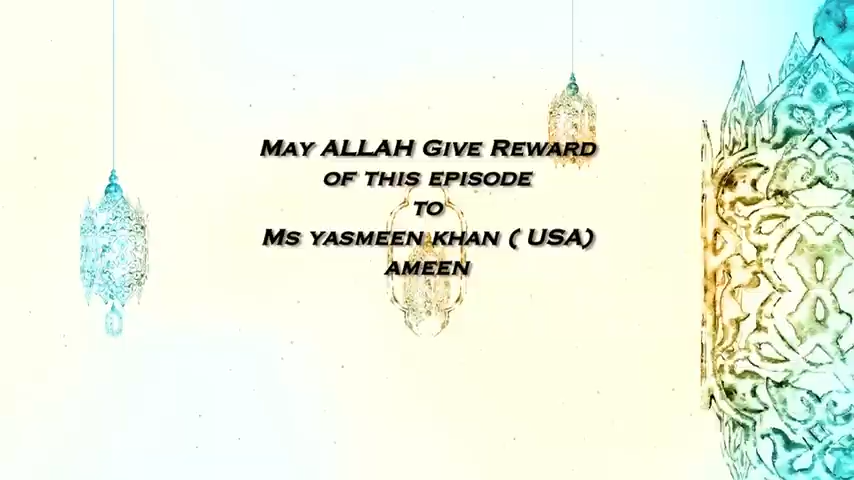 May ALLAH Give Reward
of this episode
to
Ms yasmeen khan ( USA)
ameen